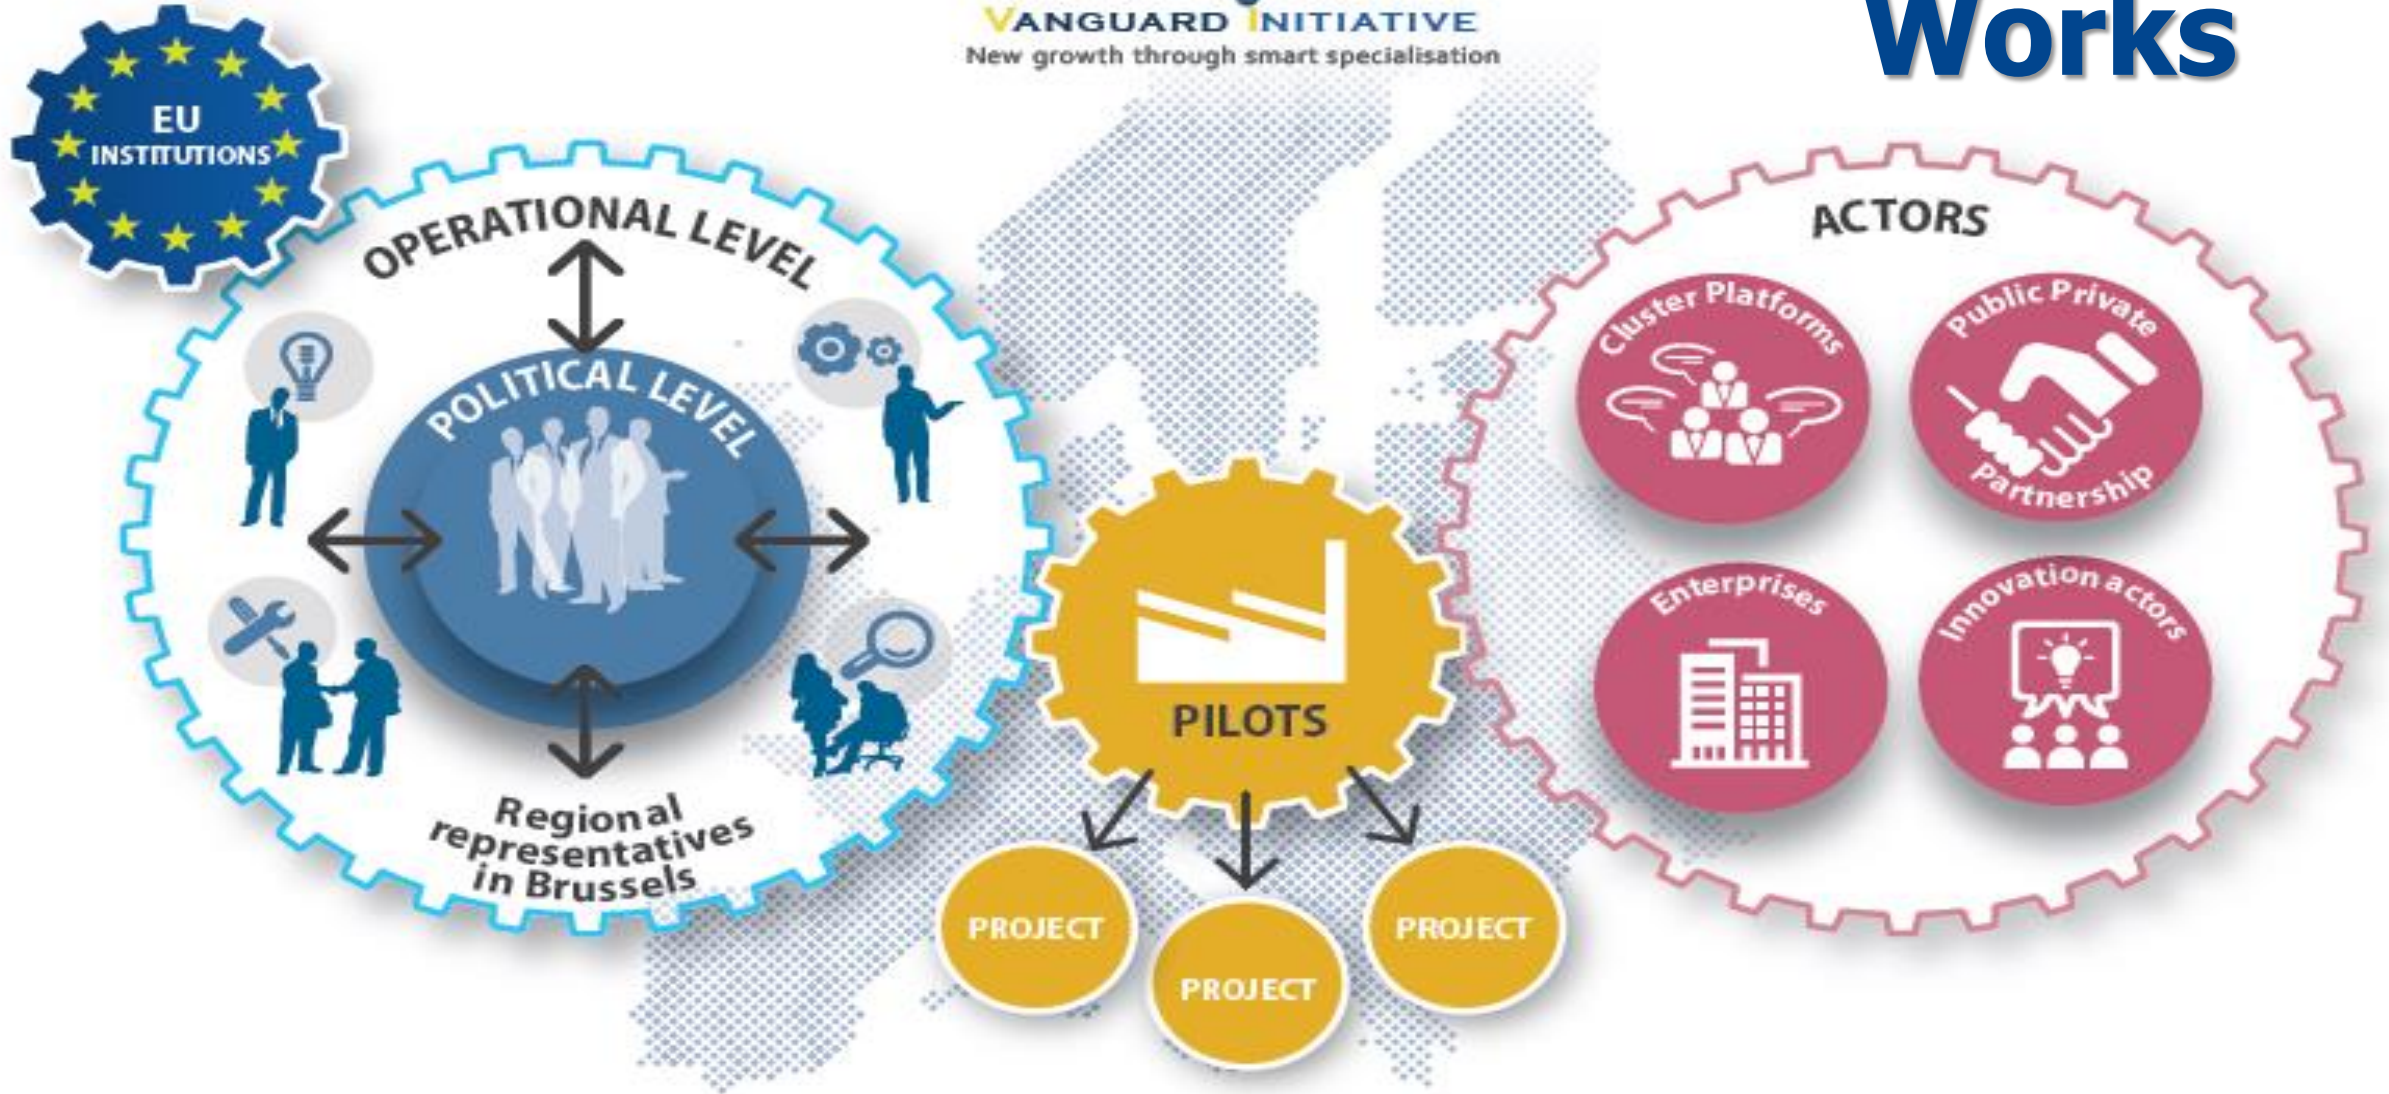 VANGUARD INITIATIVE
New growth through smart specialisation
Works
EU
INSTITUTIONS
OPERATIONAL LEVEL
POLITICAL LEVEL
Regional
representatives
in Brussels
PILOTS
PROJECT
PROJECT
PROJECT
ACTORS
Cluster Platforms
Public Private
Partnership
Enterprises
Innovation actors